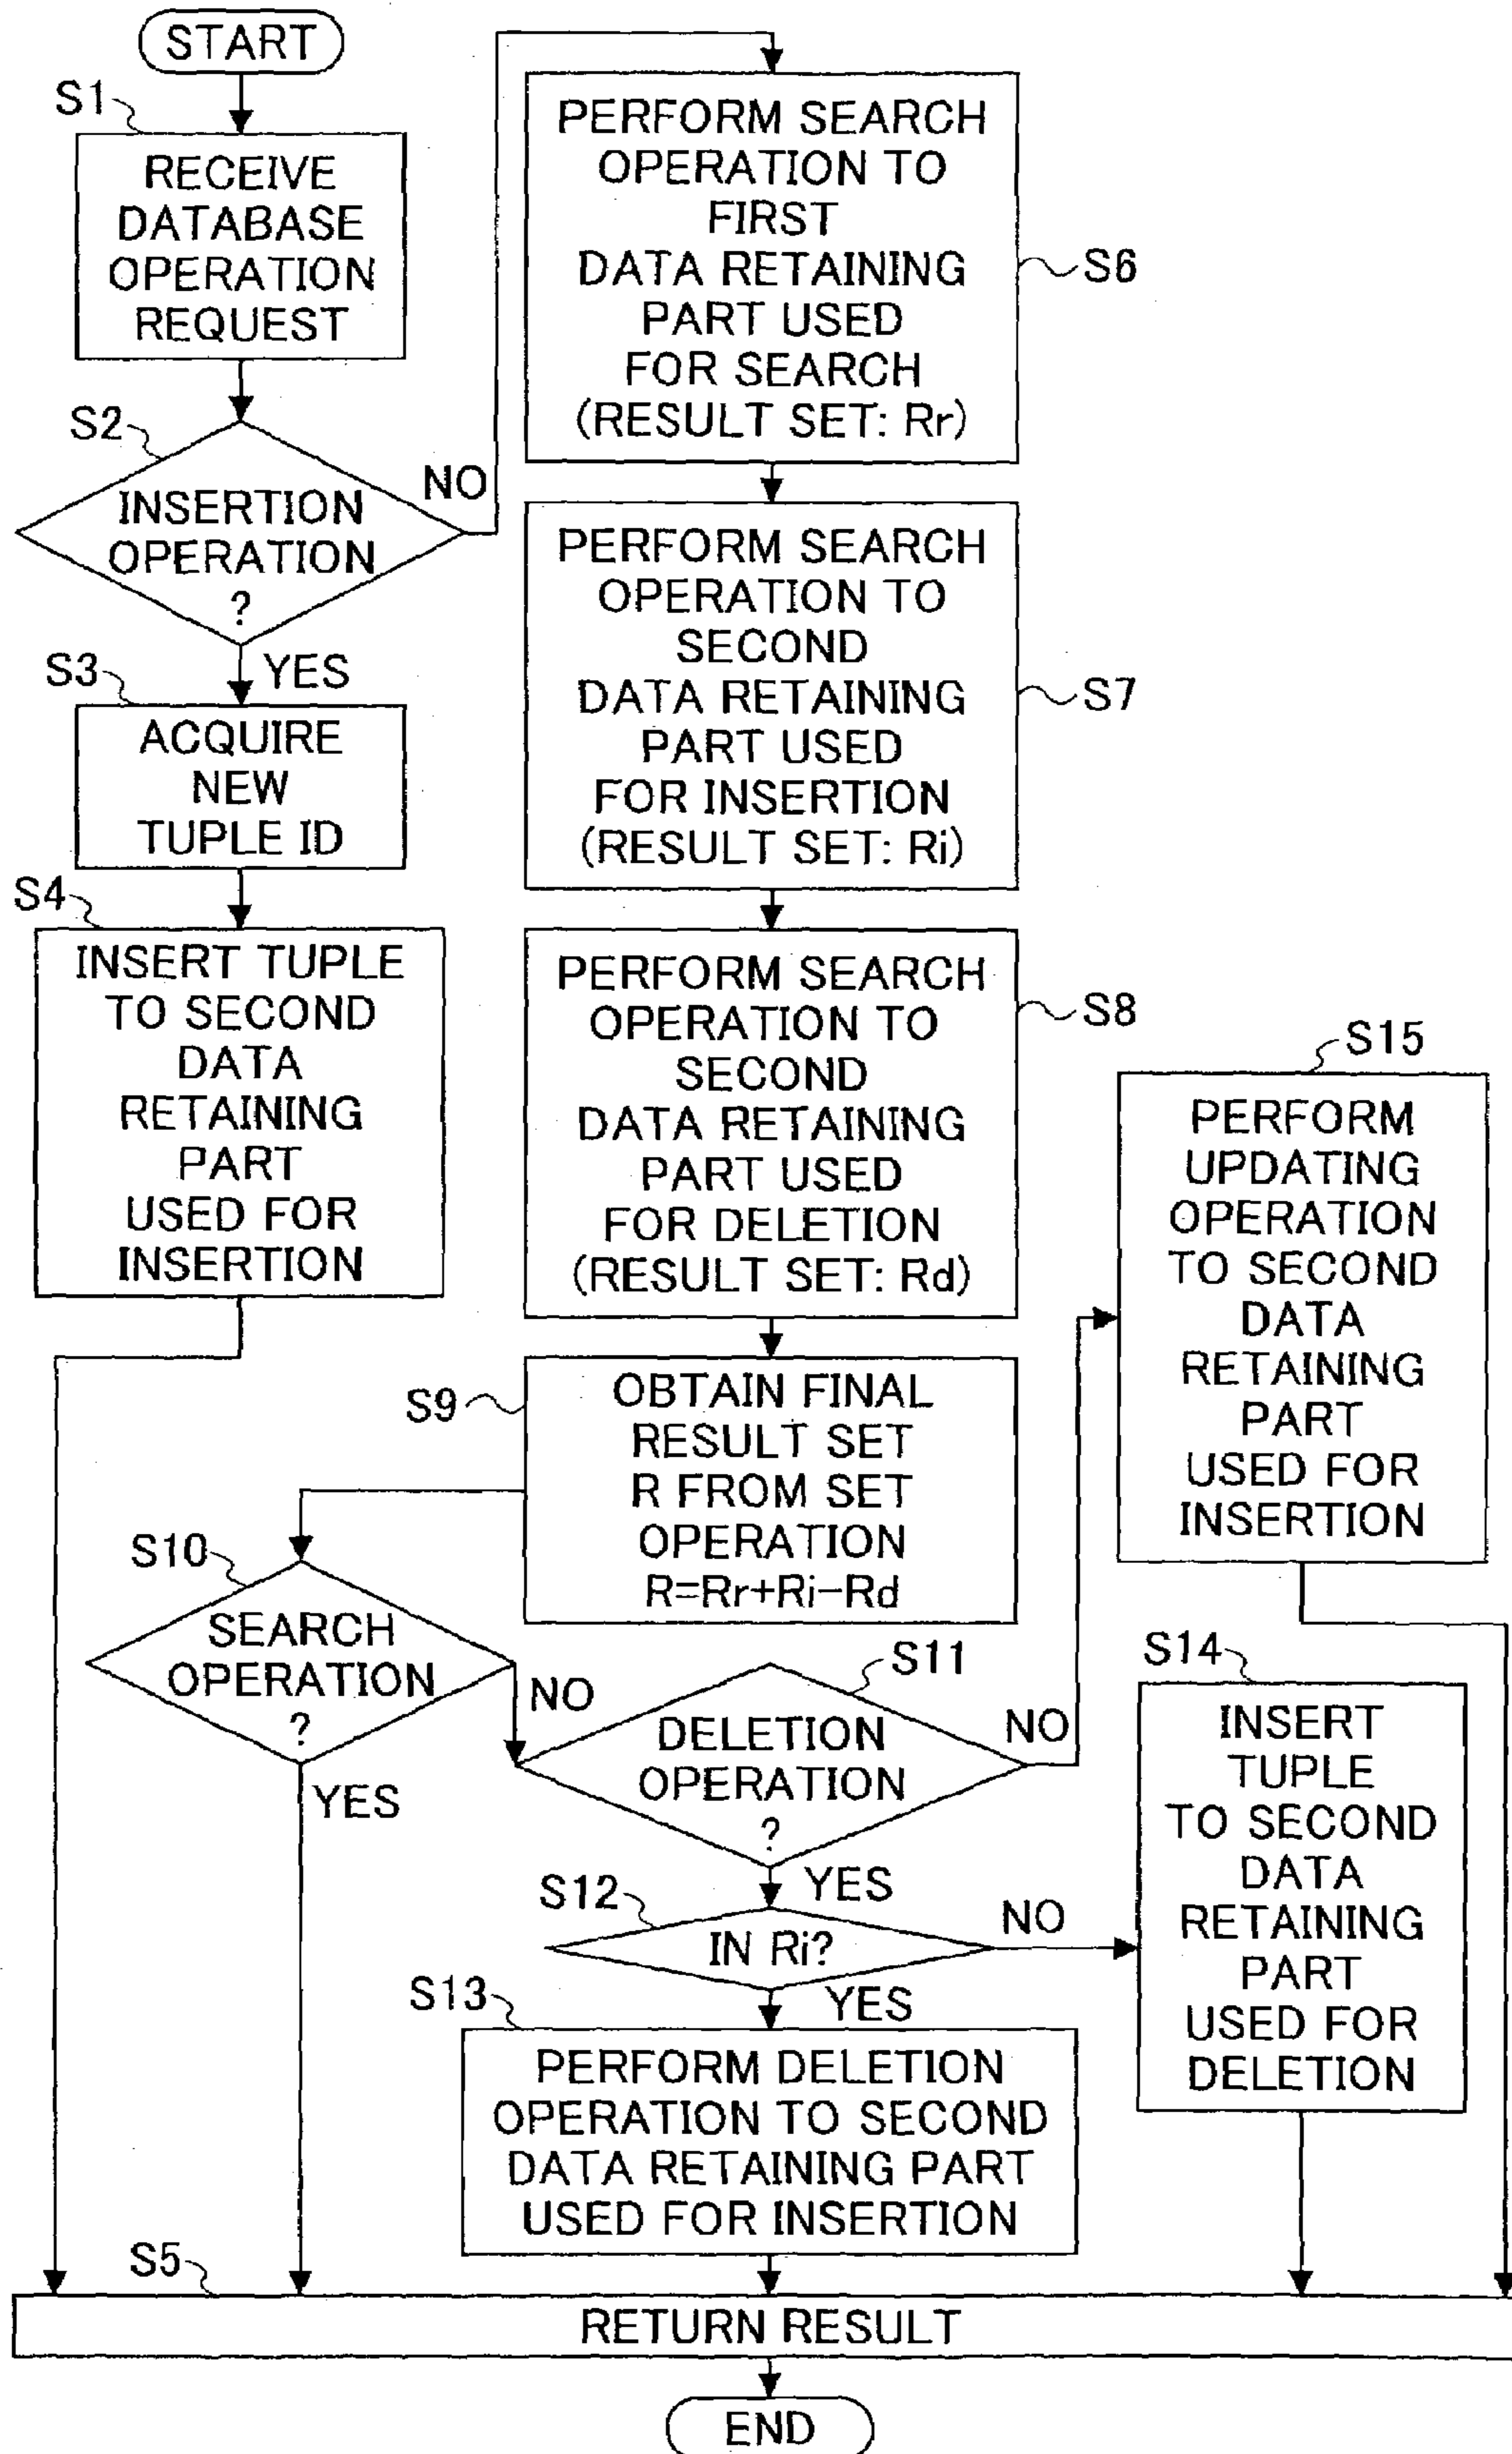 START
S1
RECEIVE
DATABASE
OPERATION
REQUEST
S2
INSERTION
OPERATION
?
NO
YES
S3
ACQUIRE
NEW
TUPLE ID
S4
INSERT TUPLE
TO SECOND
DATA
RETAINING
PART
USED FOR
INSERTION
PERFORM SEARCH
OPERATION TO
FIRST
DATA RETAINING
PART USED
FOR SEARCH
(RESULT SET: Rr)
S6
PERFORM SEARCH
OPERATION TO
SECOND
DATA RETAINING
PART USED
FOR INSERTION
(RESULT SET: Ri)
S7
PERFORM SEARCH
OPERATION TO
SECOND
DATA RETAINING
PART USED
FOR DELETION
(RESULT SET: Rd)
S8
S9
OBTAIN FINAL
RESULT SET
R FROM SET
OPERATION
R=Rr+Ri-Rd
S10
SEARCH
OPERATION
?
NO
YES
S11
DELETION
OPERATION
?
NO
YES
S12
IN Ri?
NO
YES
S13
PERFORM DELETION
OPERATION TO SECOND
DATA RETAINING PART
USED FOR INSERTION
S15
PERFORM
UPDATING
OPERATION
TO SECOND
DATA
RETAINING
PART
USED FOR
INSERTION
S14
INSERT
TUPLE
TO SECOND
DATA
RETAINING
PART
USED FOR
DELETION
S5
RETURN RESULT
END